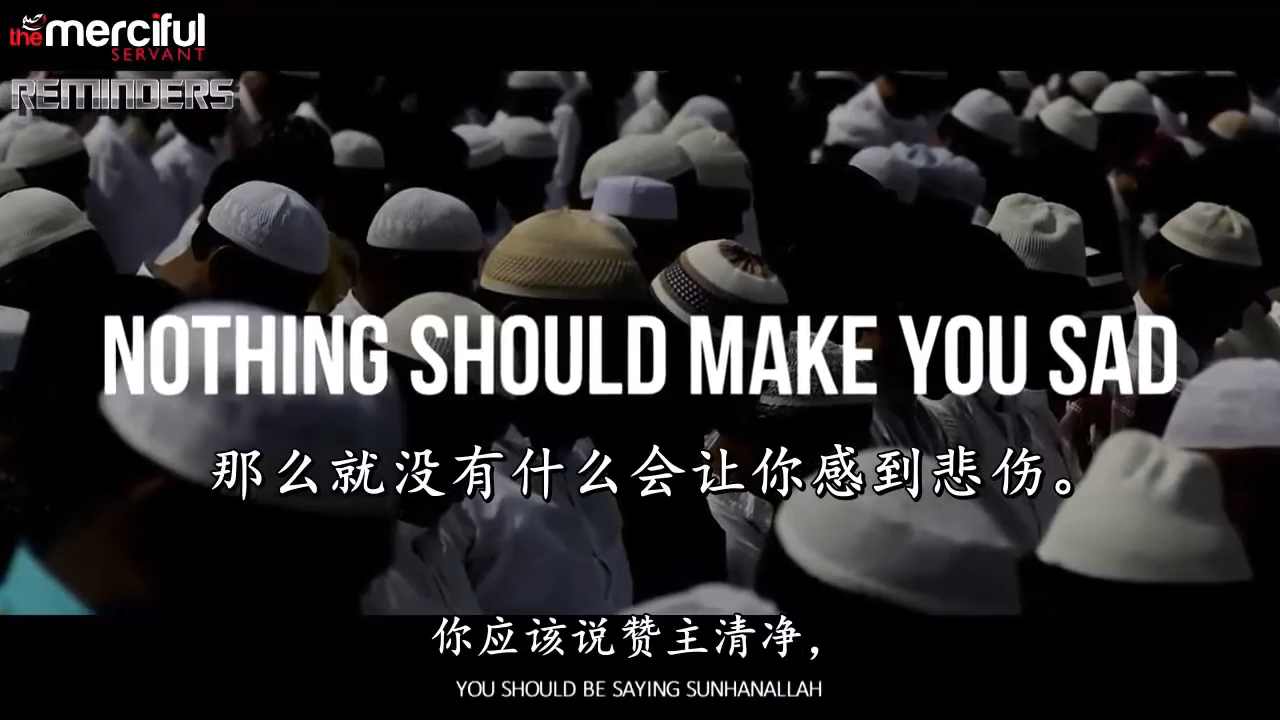 the merciful
SERVANT
REMINDERS
NOTHING SHOULD MAKE YOU SAD
那么就没有什么会让你感到悲伤。
你应该说赞主清净，
YOU SHOULD BE SAYING SUNHANALLAH